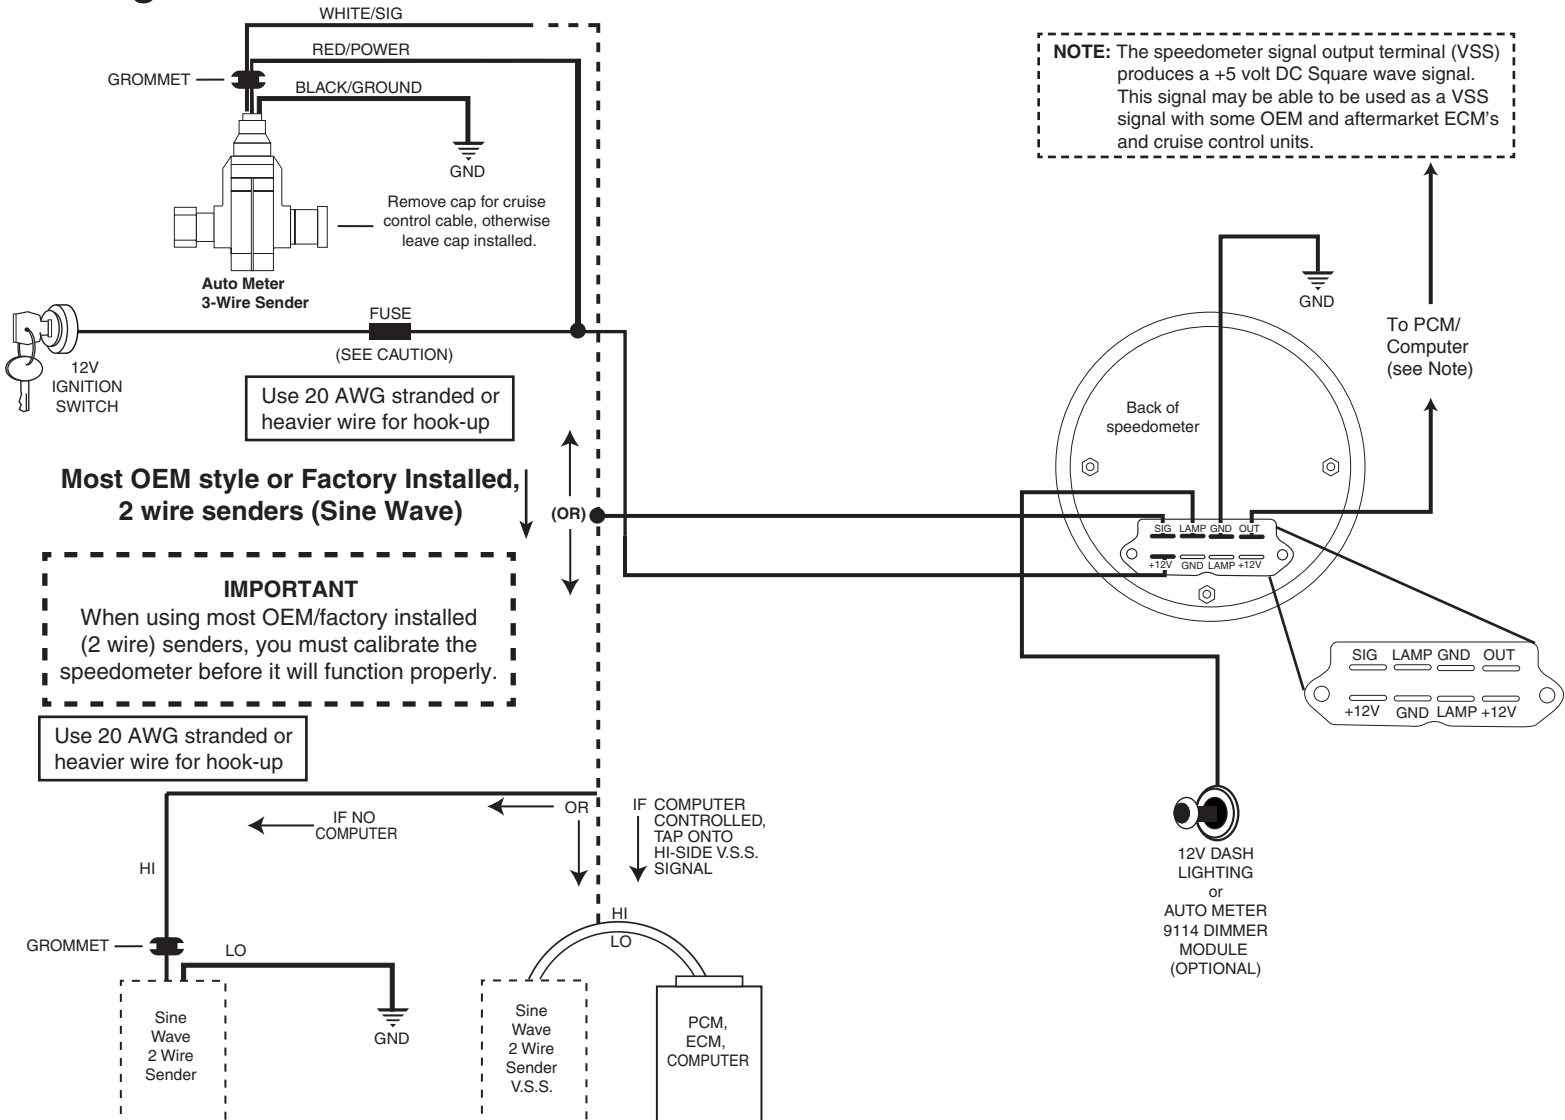 WHITE/SIG
RED/POWER
GROMMET
BLACK/GROUND
GND
Remove cap for cruise
control cable, otherwise
leave cap installed.
Auto Meter
3-Wire Sender
FUSE
(SEE CAUTION)
12V
IGNITION
SWITCH
Use 20 AWG stranded or
heavier wire for hook-up
Most OEM style or Factory Installed,
2 wire senders (Sine Wave)
(OR)
IMPORTANT
When using most OEM/factory installed
(2 wire) senders, you must calibrate the
speedometer before it will function properly.
Use 20 AWG stranded or
heavier wire for hook-up
OR
IF NO
COMPUTER
IF COMPUTER
CONTROLLED,
TAP ONTO
HI-SIDE V.S.S.
SIGNAL
HI
GROMMET
LO
GND
Sine
Wave
2 Wire
Sender
HI
LO
Sine
Wave
2 Wire
Sender
V.S.S.
PCM,
ECM,
COMPUTER
NOTE: The speedometer signal output terminal (VSS)
produces a +5 volt DC Square wave signal.
This signal may be able to be used as a VSS
signal with some OEM and aftermarket ECM's
and cruise control units.
GND
To PCM/
Computer
(see Note)
Back of
speedometer
SIG LAMP GND OUT
+12V GND LAMP +12V
SIG LAMP GND OUT
+12V GND LAMP +12V
12V DASH
LIGHTING
or
AUTO METER
9114 DIMMER
MODULE
(OPTIONAL)